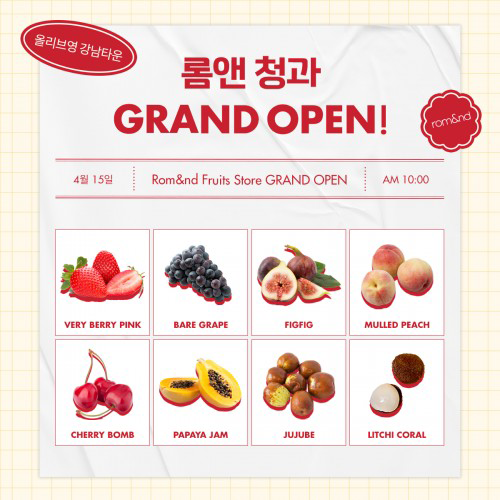 올리브영 강남타운
롬앤 청과
GRAND OPEN!
rom&nd
4월 15일
Rom&nd Fruits Store GRAND OPEN
AM 10:00
VERY BERRY PINK
BARE GRAPE
FIGFIG
MULLED PEACH
CHERRY BOMB
PAPAYA JAM
JUJUBE
LITCHI CORAL